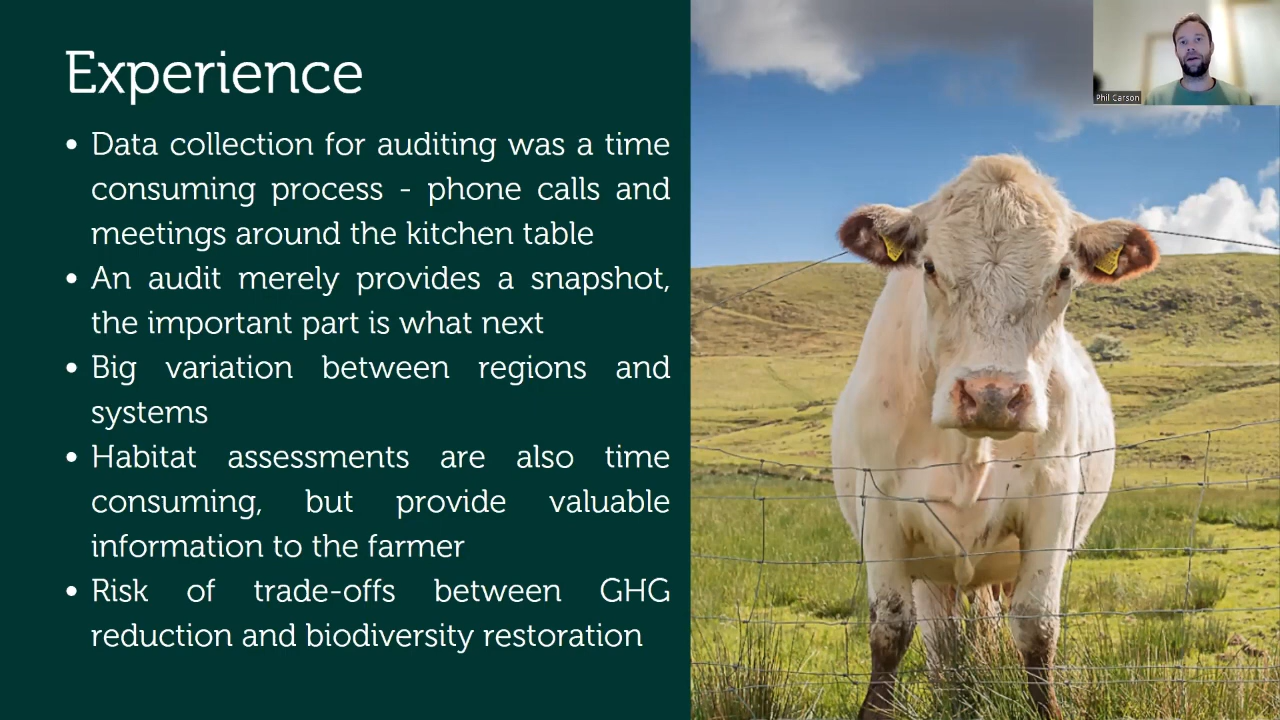 Experience
• Data collection for auditing was a time
consuming process - phone calls and
meetings around the kitchen table
• An audit merely provides a snapshot,
the important part is what next
• Big variation between regions and
systems
• Habitat assessments are also time
consuming, but provide valuable
information to the farmer
• Risk of trade-offs between GHG
reduction and biodiversity restoration
Phil Carson